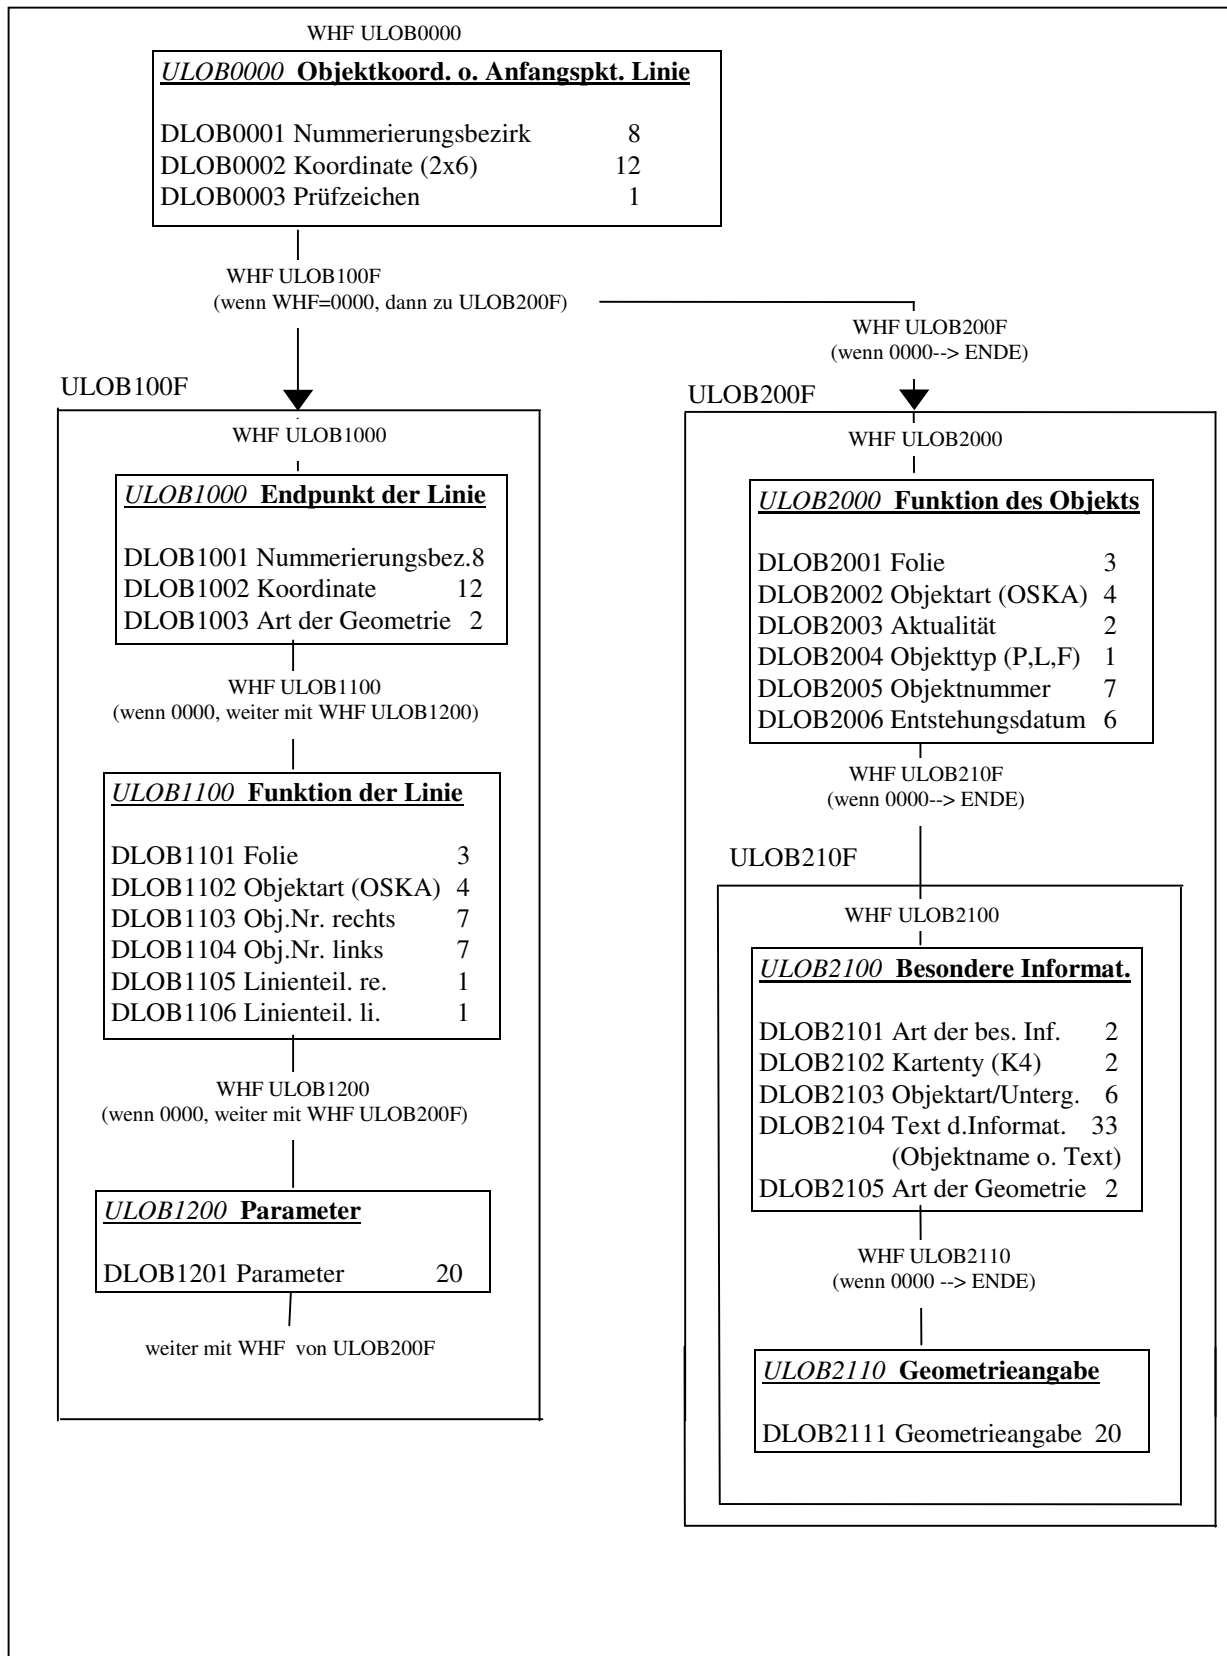 WHF ULOB0000
ULOB0000 Objektkoord. o. Anfangspkt. Linie
DLOB0001 Nummerierungsbezirk 8
DLOB0002 Koordinate (2x6) 12
DLOB0003 Prüfzeichen 1
WHF ULOB100F
(wenn WHF=0000, dann zu ULOB200F)
ULOB100F
WHF ULOB1000
ULOB1000 Endpunkt der Linie
DLOB1001 Nummerierungsbez.8
DLOB1002 Koordinate 12
DLOB1003 Art der Geometrie 2
WHF ULOB1100
(wenn 0000, weiter mit WHF ULOB1200)
ULOB1100 Funktion der Linie
DLOB1101 Folie 3
DLOB1102 Objektart (OSKA) 4
DLOB1103 Obj.Nr. rechts 7
DLOB1104 Obj.Nr. links 7
DLOB1105 Linienteil. re. 1
DLOB1106 Linienteil. li. 1
WHF ULOB1200
(wenn 0000, weiter mit WHF ULOB200F)
ULOB1200 Parameter
DLOB1201 Parameter 20
weiter mit WHF von ULOB200F
WHF ULOB200F
(wenn 0000--> ENDE)
ULOB200F
WHF ULOB2000
ULOB2000 Funktion des Objekts
DLOB2001 Folie 3
DLOB2002 Objektart (OSKA) 4
DLOB2003 Aktualität 2
DLOB2004 Objekttyp (P,L,F) 1
DLOB2005 Objektnummer 7
DLOB2006 Entstehungsdatum 6
WHF ULOB210F
(wenn 0000--> ENDE)
ULOB210F
WHF ULOB2100
ULOB2100 Besondere Informat.
DLOB2101 Art der bes. Inf. 2
DLOB2102 Kartenty (K4) 2
DLOB2103 Objektart/Unterg. 6
DLOB2104 Text d.Informat. 33
(Objektname o. Text)
DLOB2105 Art der Geometrie 2
WHF ULOB2110
(wenn 0000 --> ENDE)
ULOB2110 Geometrieangabe
DLOB2111 Geometrieangabe 20